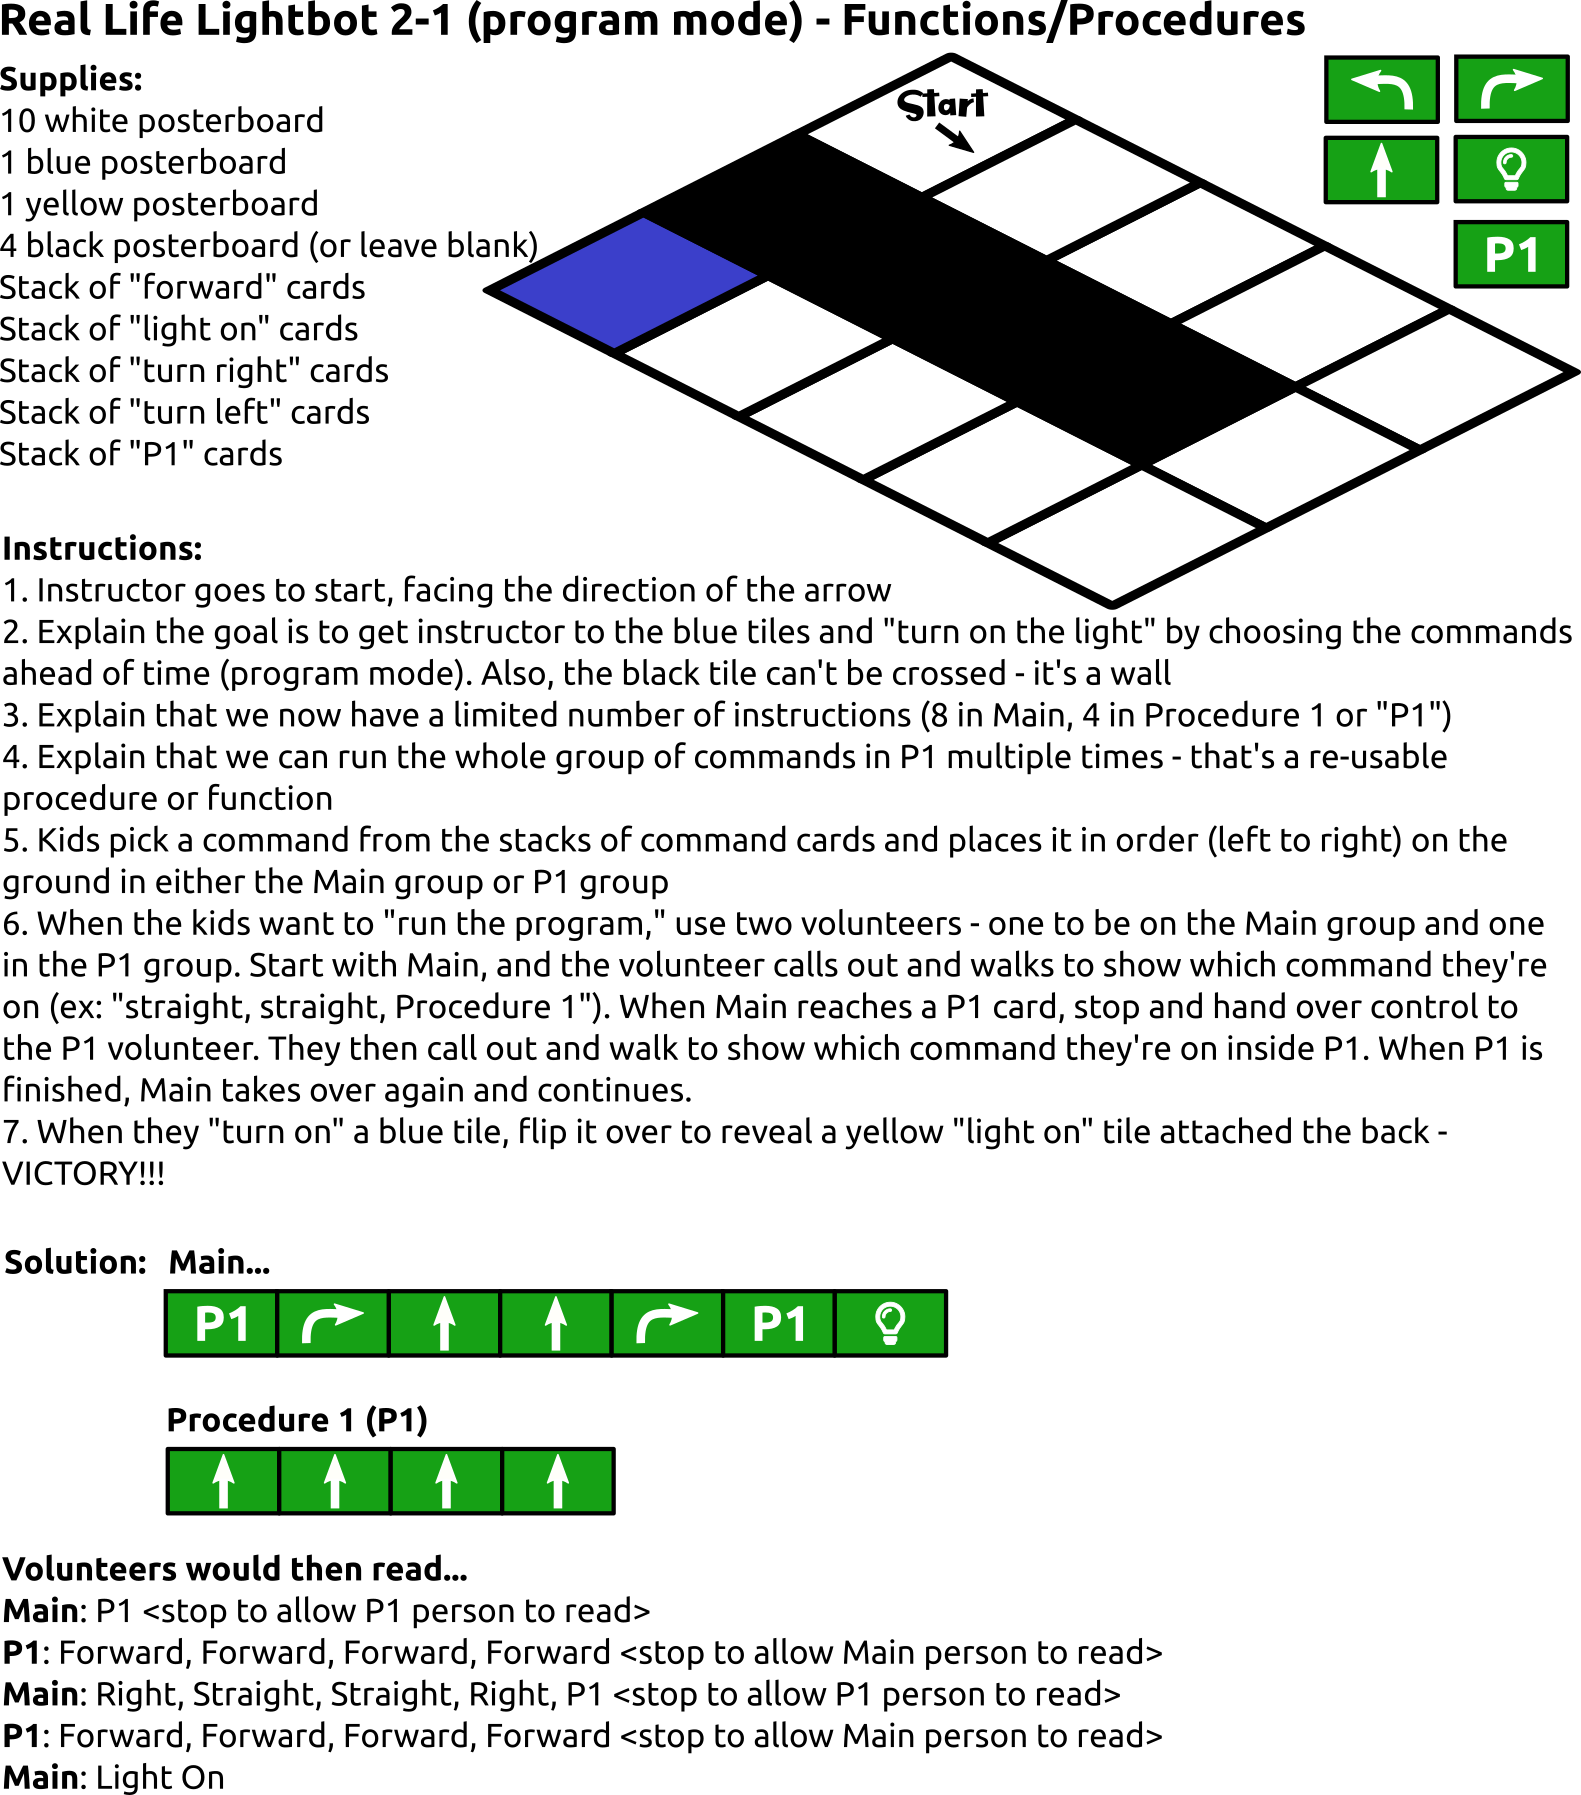 Real Life Lightbot 2-1 (program mode) - Functions/Procedures
Supplies:
10 white posterboard
1 blue posterboard
1 yellow posterboard
4 black posterboard (or leave blank)
Stack of "forward" cards
Stack of "light on" cards
Stack of "turn right" cards
Stack of "turn left" cards
Stack of "P1" cards
Start
P1
Instructions:
1. Instructor goes to start, facing the direction of the arrow
2. Explain the goal is to get instructor to the blue tiles and "turn on the light" by choosing the commands
ahead of time (program mode). Also, the black tile can't be crossed - it's a wall
3. Explain that we now have a limited number of instructions (8 in Main, 4 in Procedure 1 or "P1")
4. Explain that we can run the whole group of commands in P1 multiple times - that's a re-usable
procedure or function
5. Kids pick a command from the stacks of command cards and places it in order (left to right) on the
ground in either the Main group or P1 group
6. When the kids want to "run the program," use two volunteers - one to be on the Main group and one
in the P1 group. Start with Main, and the volunteer calls out and walks to show which command they're
on (ex: "straight, straight, Procedure 1"). When Main reaches a P1 card, stop and hand over control to
the P1 volunteer. They then call out and walk to show which command they're on inside P1. When P1 is
finished, Main takes over again and continues.
7. When they "turn on" a blue tile, flip it over to reveal a yellow "light on" tile attached the back -
VICTORY!!!
Solution: Main...
P1 P1
Procedure 1 (P1)
Volunteers would then read...
Main: P1 <stop to allow P1 person to read>
P1: Forward, Forward, Forward, Forward <stop to allow Main person to read>
Main: Right, Straight, Straight, Right, P1 <stop to allow P1 person to read>
P1: Forward, Forward, Forward, Forward <stop to allow Main person to read>
Main: Light On